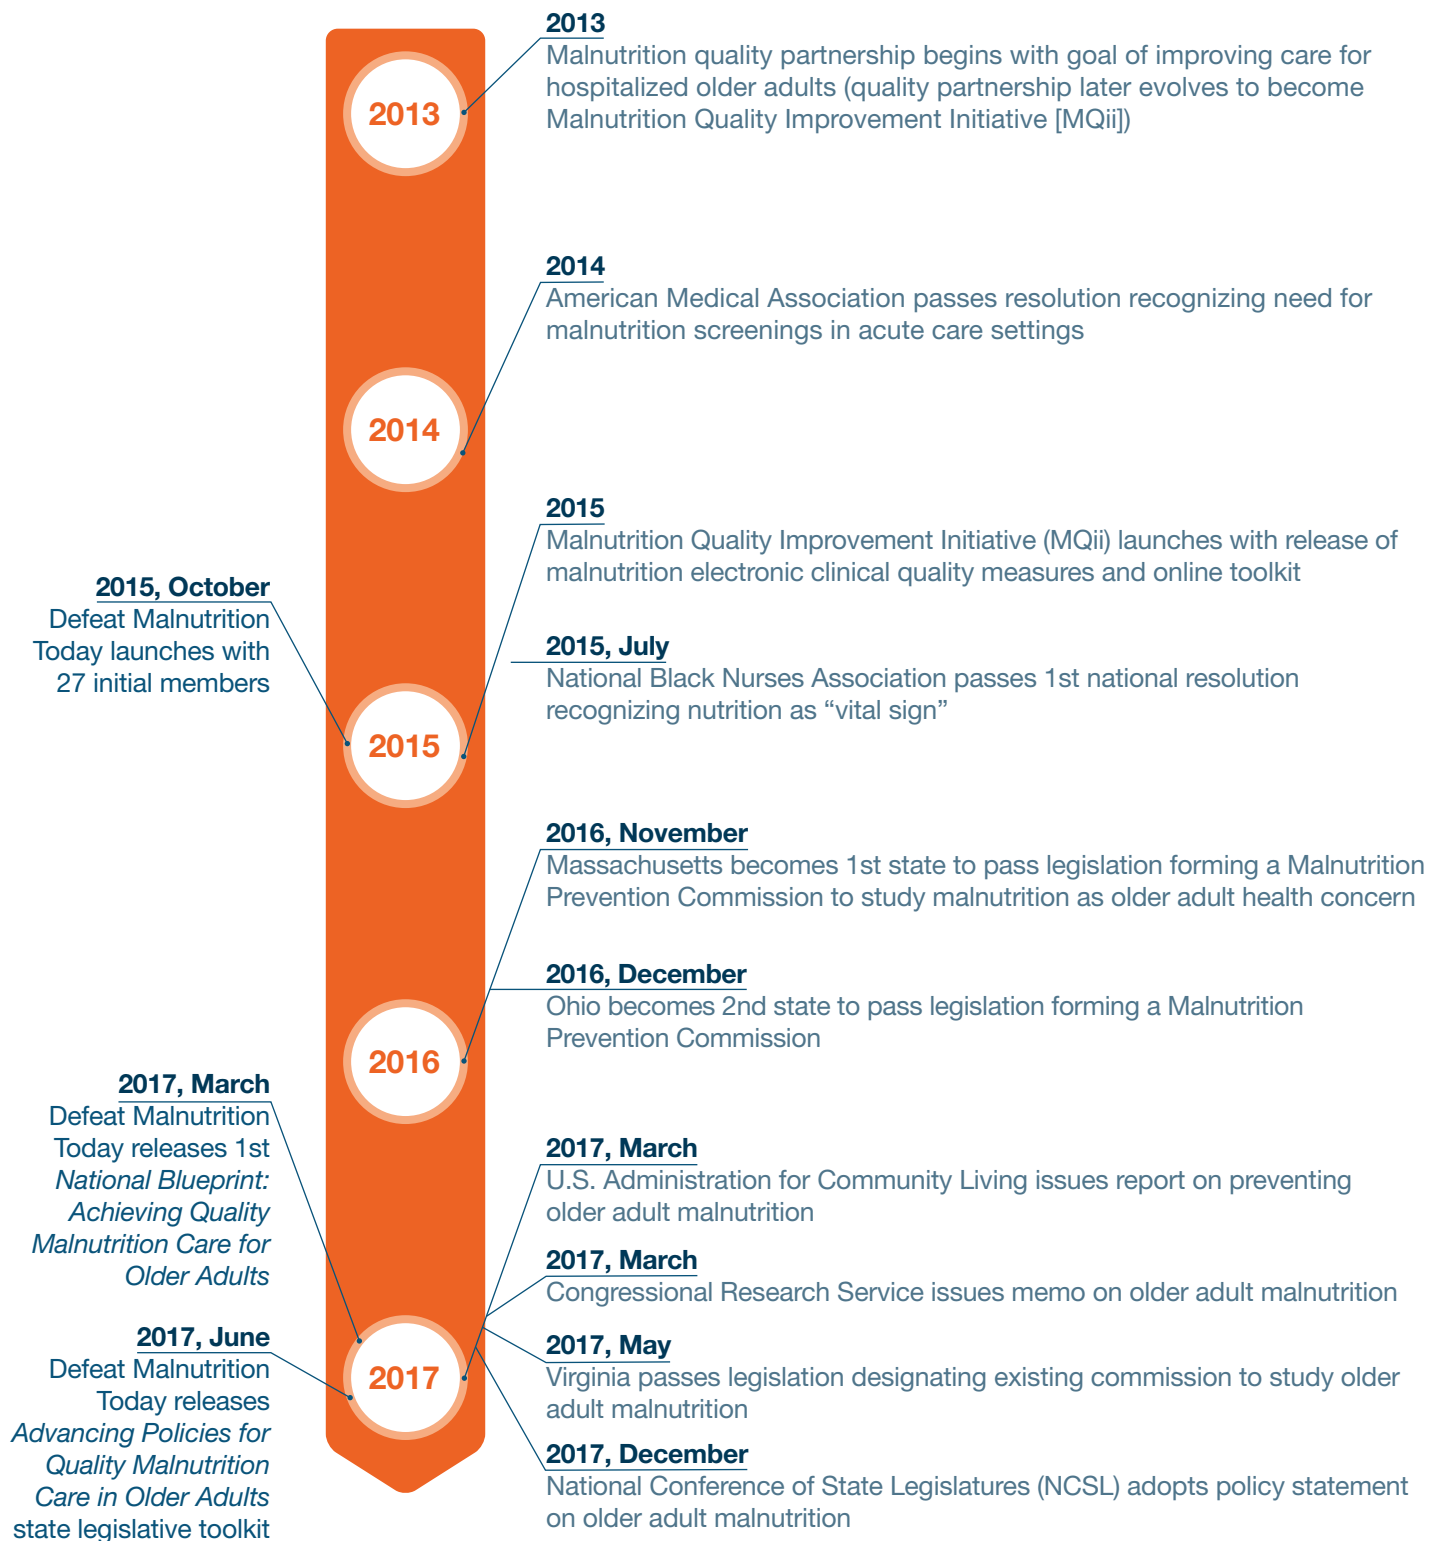 2013
2013
Malnutrition quality partnership begins with goal of improving care for
hospitalized older adults (quality partnership later evolves to become
Malnutrition Quality Improvement Initiative [MQii])
2014
American Medical Association passes resolution recognizing need for
malnutrition screenings in acute care settings
2014
2015
Malnutrition Quality Improvement Initiative (MQii) launches with release of
malnutrition electronic clinical quality measures and online toolkit
2015, October
Defeat Malnutrition
Today launches with
27 initial members
2015, July
National Black Nurses Association passes 1st national resolution
recognizing nutrition as “vital sign”
2015
2016, November
Massachusetts becomes 1st state to pass legislation forming a Malnutrition
Prevention Commission to study malnutrition as older adult health concern
2016, December
Ohio becomes 2nd state to pass legislation forming a Malnutrition
Prevention Commission
2016
2017, March
Defeat Malnutrition
Today releases 1st
National Blueprint:
Achieving Quality
Malnutrition Care for
Older Adults
2017, March
U.S. Administration for Community Living issues report on preventing
older adult malnutrition
2017, March
Congressional Research Service issues memo on older adult malnutrition
2017, June
Defeat Malnutrition
Today releases
Advancing Policies for
Quality Malnutrition
Care in Older Adults
state legislative toolkit
2017
2017, May
Virginia passes legislation designating existing commission to study older
adult malnutrition
2017, December
National Conference of State Legislatures (NCSL) adopts policy statement
on older adult malnutrition